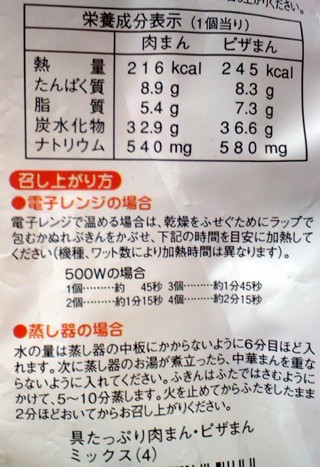 栄養成分表示(1個当り)
肉まん ピザまん
熱量 216 kcal 245 kcal
たんぱく質 8.9 g 8.3 g
脂質 5.4 g 7.3 g
炭水化物 32.9 g 36.6 g
ナトリウム 540 mg 580 mg
召し上がり方
●電子レンジの場合
電子レンジで温める場合は、乾燥をふせぐためにラップで
包むかぬれぶきんをかぶせ、下記の時間を目安に加熱して
ください(機種、ワット数により加熱時間は異なります)。
500Wの場合
1個………約 45秒 3個………約1分45秒
2個………約1分15秒 4個………約2分15秒
●蒸し器の場合
水の量は蒸し器の中板にかからないように6分目ほど入
れます。次に蒸し器のお湯が煮立ったら、中華まんを重な
らないように入れてください。ふきんはふたではさむように
かけて、5~10分蒸します。火を止めてからふたをしたまま
2分ほどおいてからお召し上がりください。
具たっぷり肉まん・ピザまん
ミックス(4)